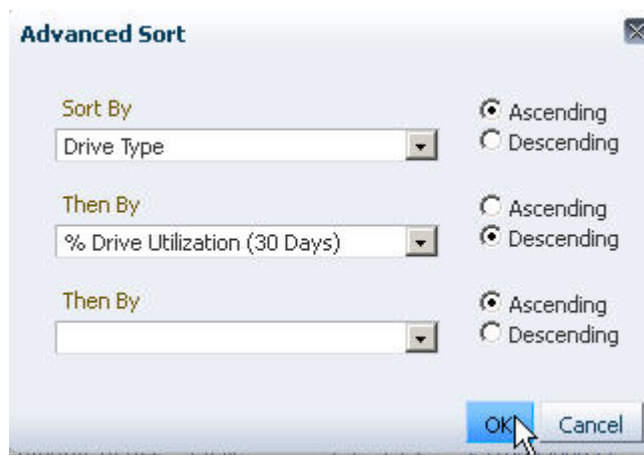 Advanced Sort
Sort By
Ascending
Drive Type
Descending
Then By
Ascending
% Drive Utilization (30 Days)
Descending
Then By
Ascending
Descending
OK Cancel